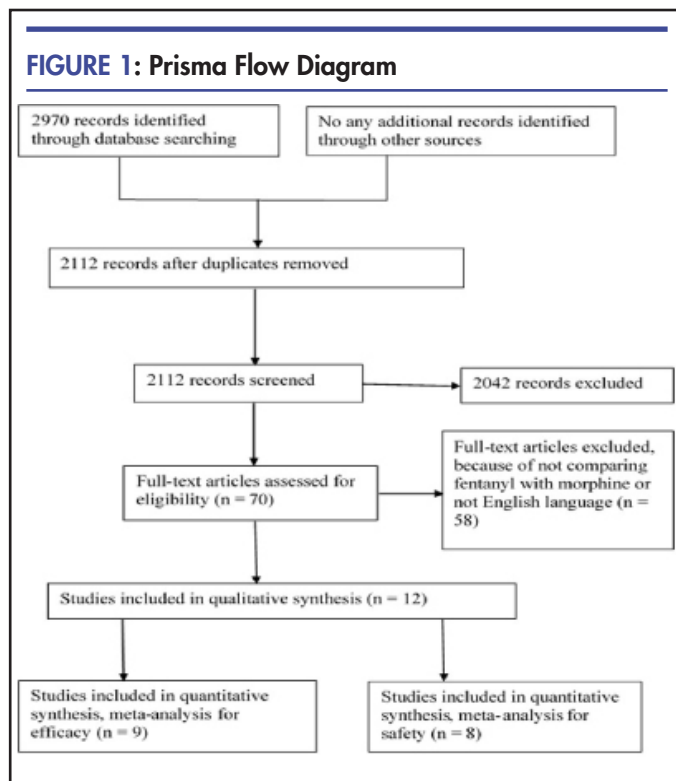 FIGURE 1: Prisma Flow Diagram
2970 records identified
through database searching
No any additional records identified
through other sources
2112 records after duplicates removed
2112 records screened
2042 records excluded
Full-text articles assessed for
eligibility (n = 70)
Full-text articles excluded,
because of not comparing
fentanyl with morphine or
not English language (n =
58)
Studies included in qualitative synthesis (n = 12)
Studies included in quantitative
synthesis, meta-analysis for
efficacy (n = 9)
Studies included in quantitative
synthesis, meta-analysis for
safety (n = 8)